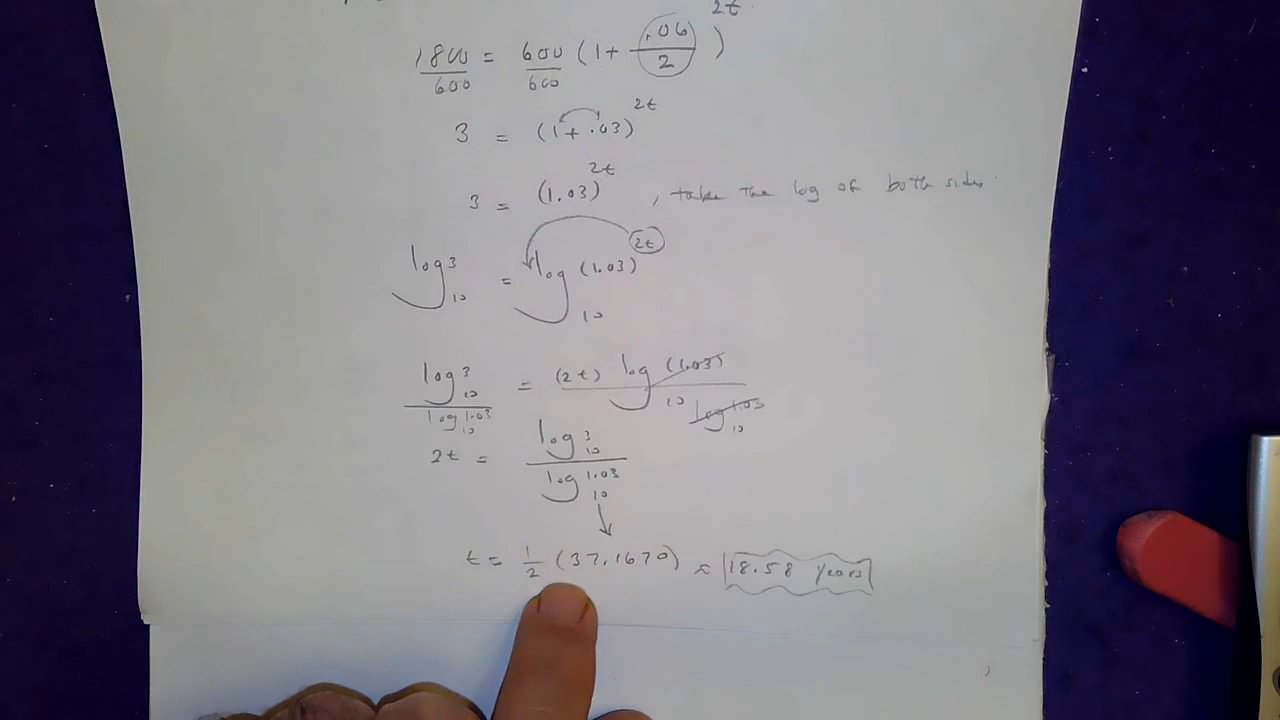 2t
1800 = 600 (1 + .06 )
600 600 2
2t
3 = (1 + .03)
2t
3 = (1.03) , take the log of both sides.
2t
log 3 = log (1.03)
10 10
log 3 = (2t) log (1.03)
10 10
log 1.03 log 1.03
10 10
2t = log 3
10
log 1.03
10
t = 1/2 (37.1670) ≈ 18.58 years